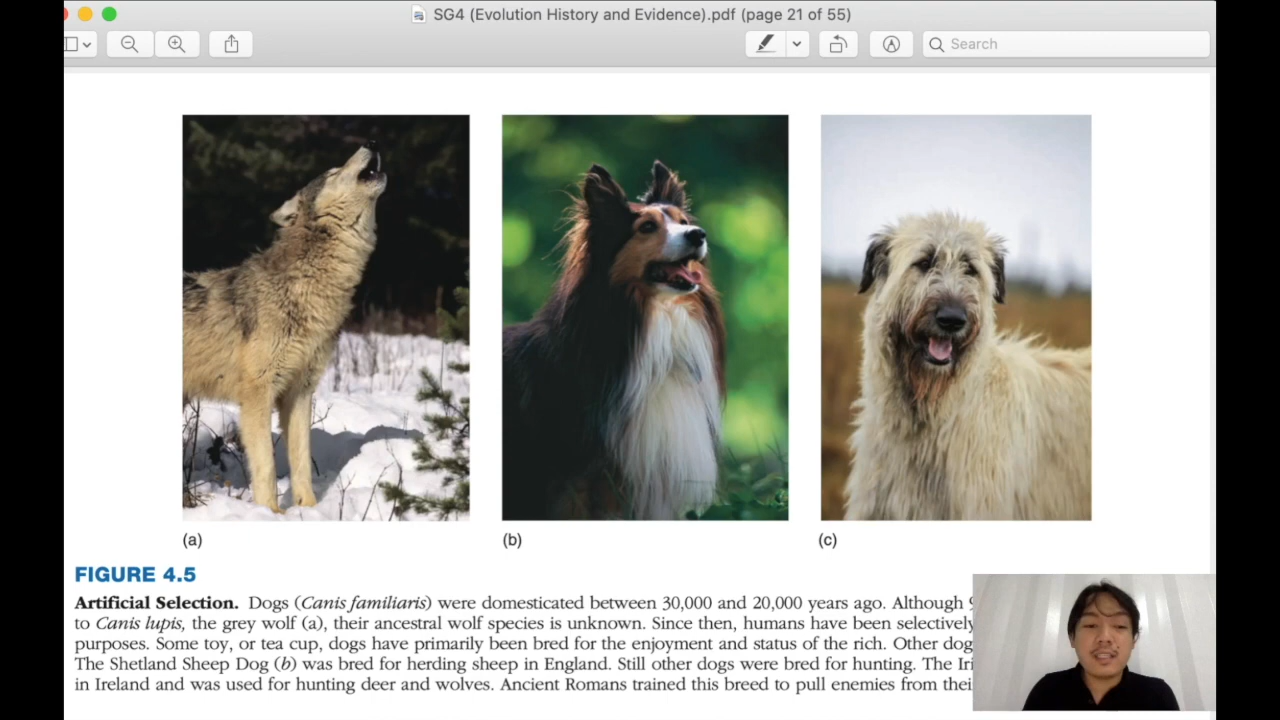 SG4 (Evolution History and Evidence).pdf (page 21 of 55)
Search
(a) (b) (c)
FIGURE 4.5
Artificial Selection. Dogs (Canis familiaris) were domesticated between 30,000 and 20,000 years ago. Although
to Canis lupis, the grey wolf (a), their ancestral wolf species is unknown. Since then, humans have been selectively
purposes. Some toy, or tea cup, dogs have primarily been bred for the enjoyment and status of the rich. Other dog
The Shetland Sheep Dog (b) was bred for herding sheep in England. Still other dogs were bred for hunting. The Iri
in Ireland and was used for hunting deer and wolves. Ancient Romans trained this breed to pull enemies from thei